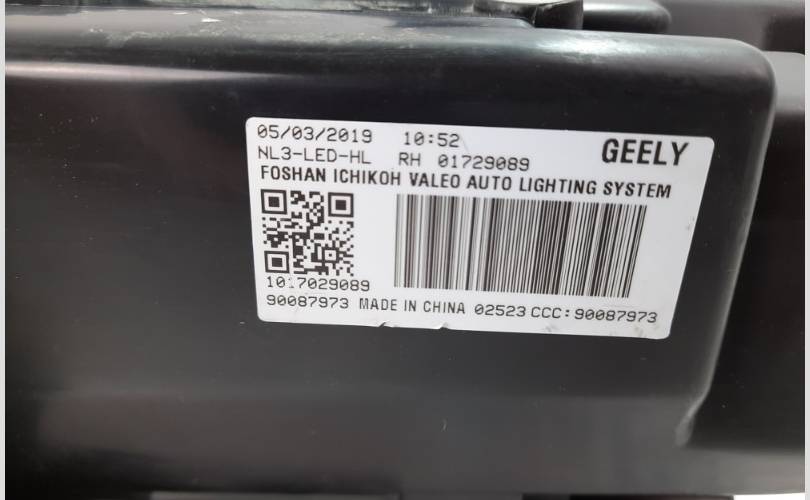 05/03/2019 10:52 GEELY
NL3-LED-HL RH 01729089
FOSHAN ICHIKOH VALEO AUTO LIGHTING SYSTEM
1017029089
90087973 MADE IN CHINA 02523 CCC:90087973